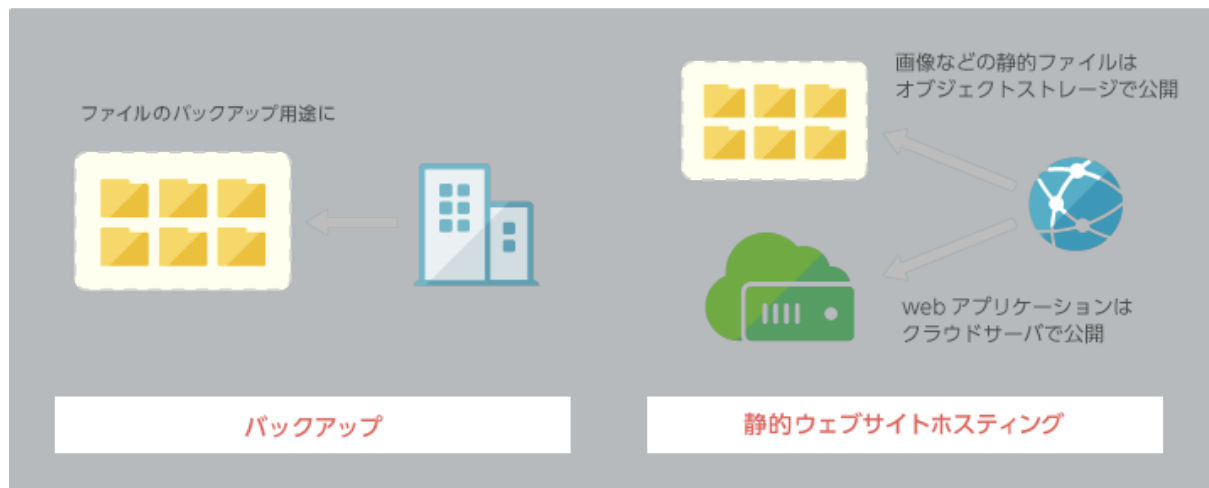 ファイルのバックアップ用途に
バックアップ
画像などの静的ファイルは
オブジェクトストレージで公開
web アプリケーションは
クラウドサーバで公開
静的ウェブサイトホスティング